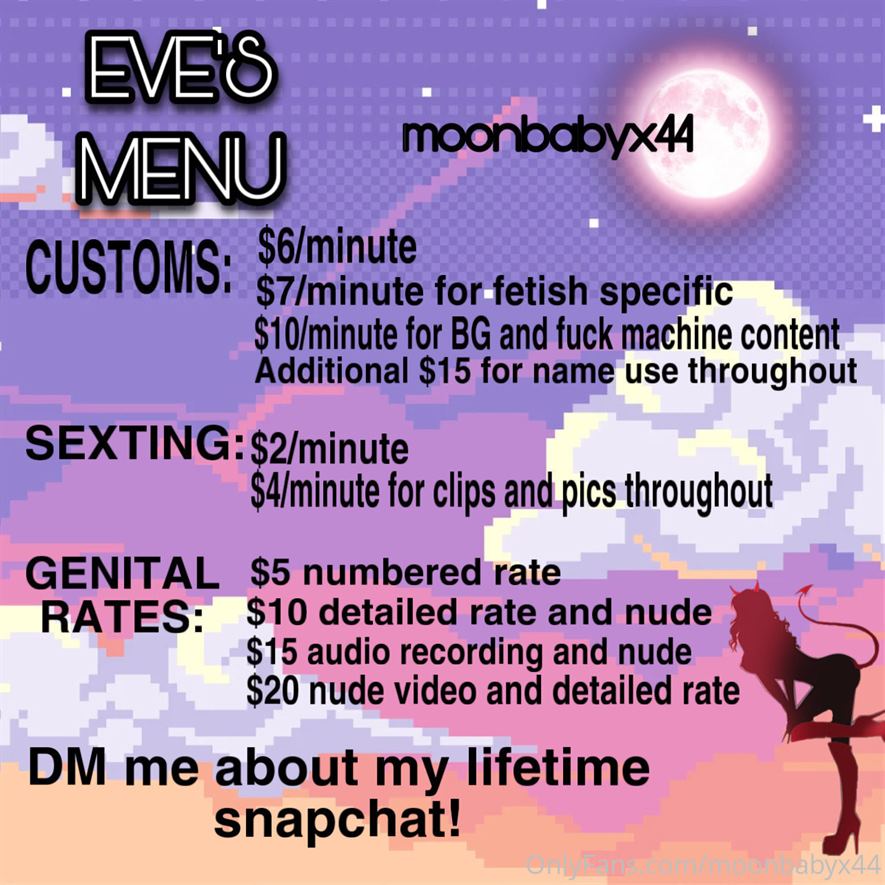 EVE'S
MENU
moonbabyx44
CUSTOMS:
$6/minute
$7/minute for fetish specific
$10/minute for BG and fuck machine content
Additional $15 for name use throughout
SEXTING:
$2/minute
$4/minute for clips and pics throughout
GENITAL
RATES:
$5 numbered rate
$10 detailed rate and nude
$15 audio recording and nude
$20 nude video and detailed rate
DM me about my lifetime
snapchat!
OnlyFans.com/moonbabyx44